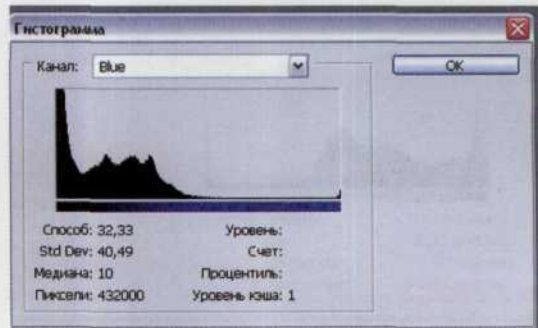 Гистограмма
Канал: Blue
OK
Способ: 32,33 Уровень:
Std Dev: 40,49 Счет:
Медиана: 10 Процентиль:
Пиксели: 432000 Уровень кэша: 1